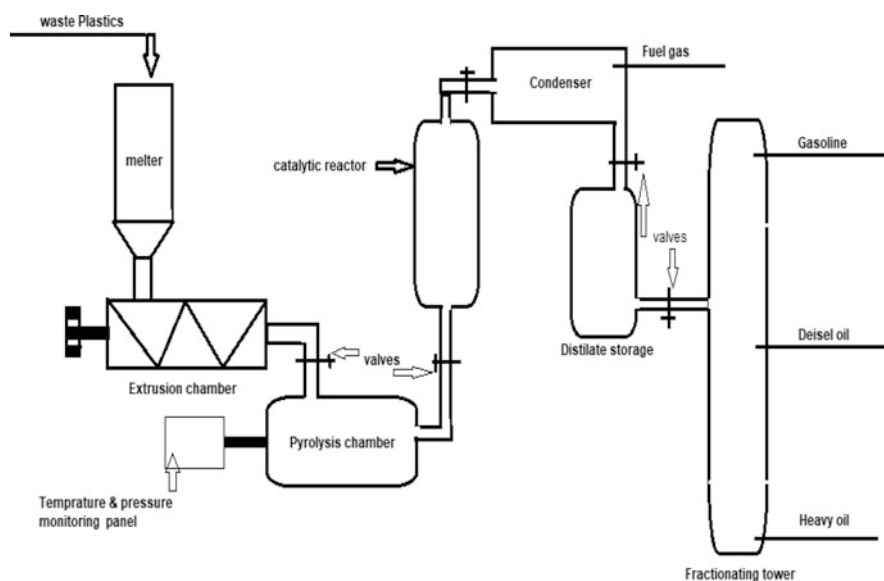 waste Plastics
melter
Extrusion chamber
valves
Pyrolysis chamber
Temprature & pressure
monitoring panel
catalytic reactor
Condenser
Fuel gas
valves
Distilate storage
Gasoline
Deisel oil
Heavy oil
Fractionating tower